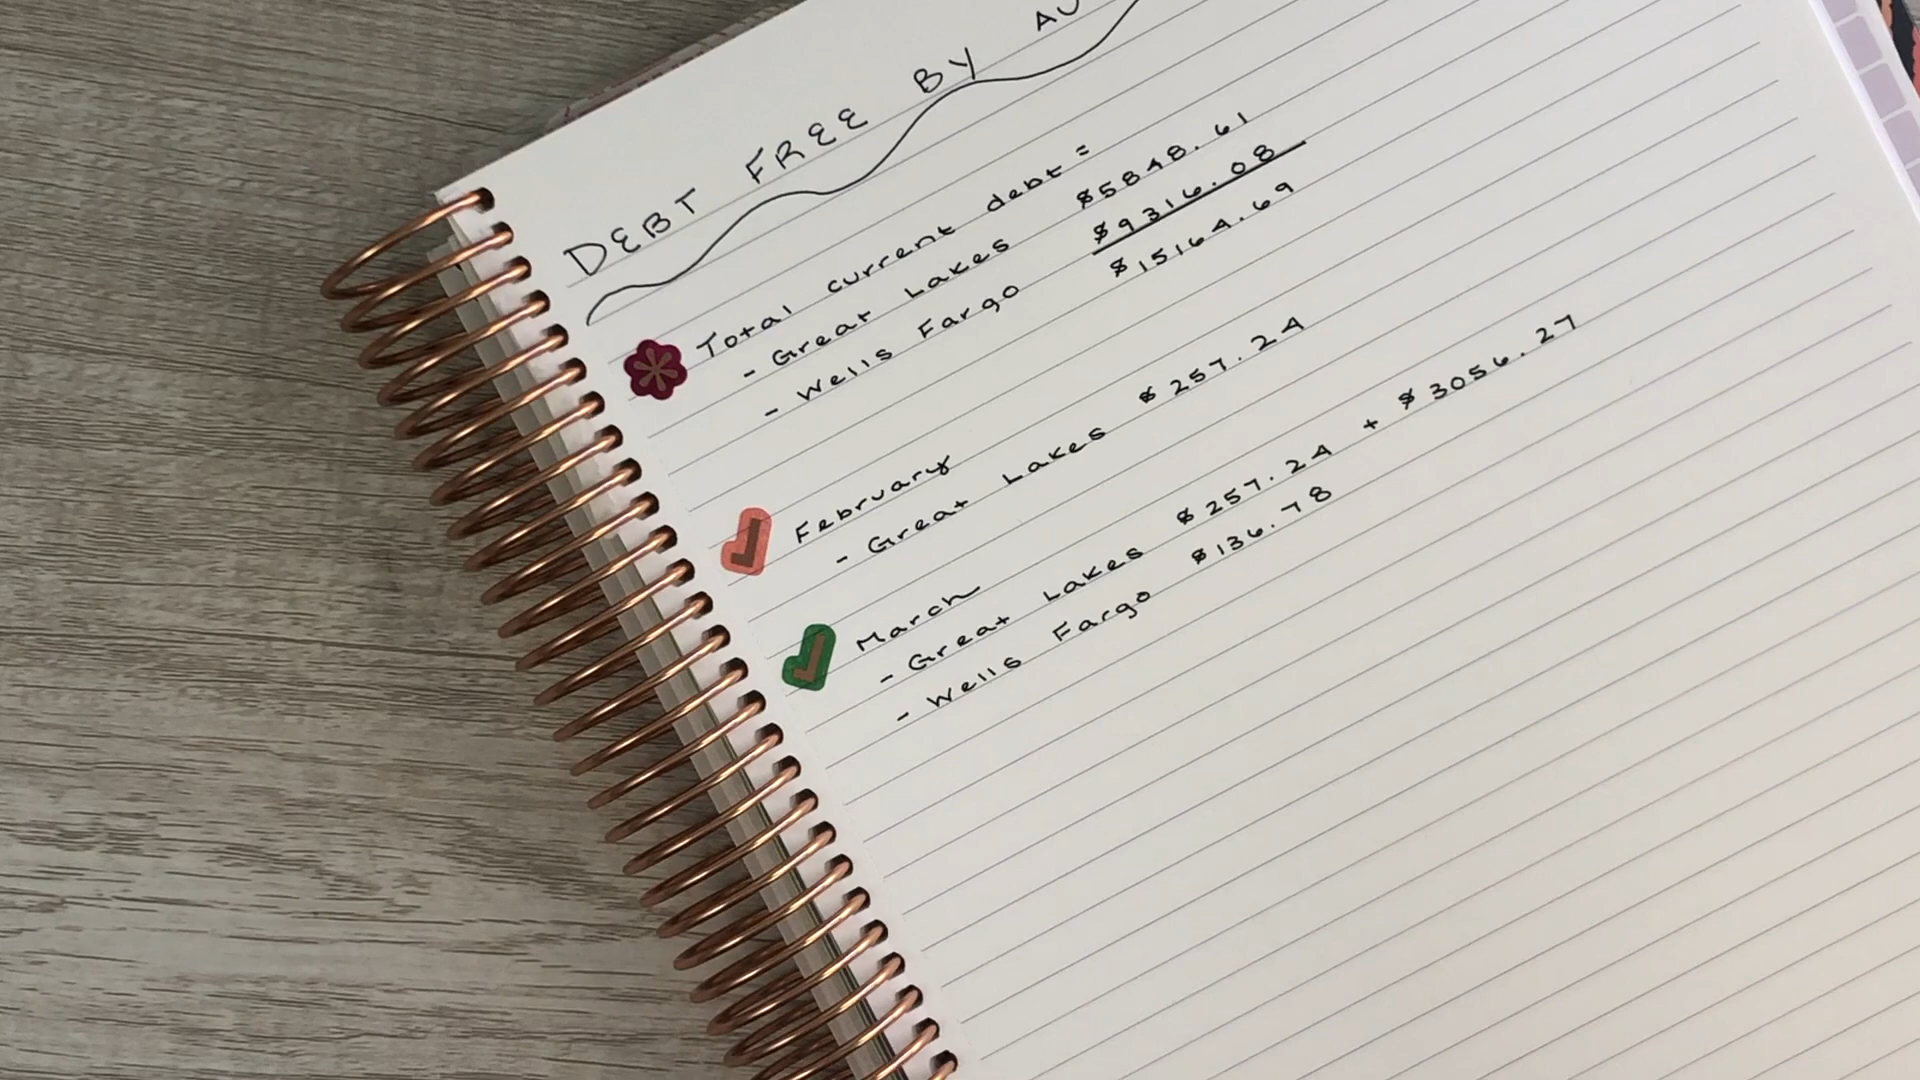 DEBT FREE BY AU
Total current debt =
- Great Lakes $5848.61
- Wells Fargo $9316.08
$15164.69
February
- Great Lakes $257.24
March
- Great Lakes $257.24 + $3056.27
- Wells Fargo $136.78